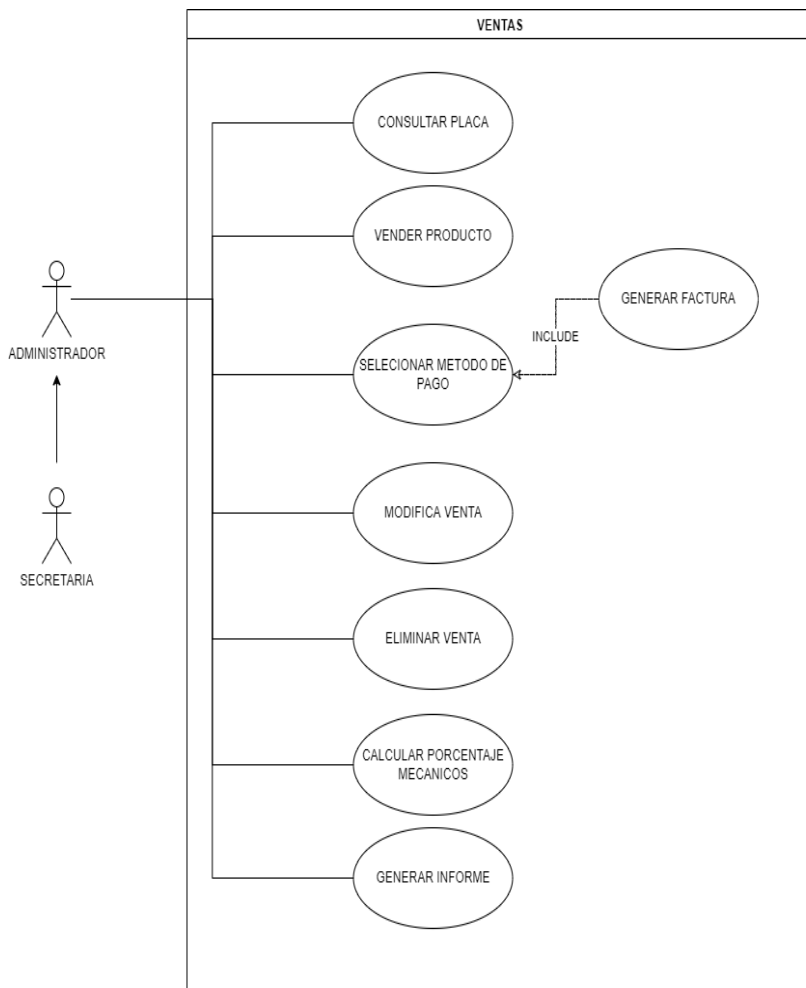 VENTAS
CONSULTAR PLACA
VENDER PRODUCTO
GENERAR FACTURA
INCLUDE
ADMINISTRADOR
SELECIONAR METODO DE
PAGO
MODIFICA VENTA
SECRETARIA
ELIMINAR VENTA
CALCULAR PORCENTAJE
MECANICOS
GENERAR INFORME